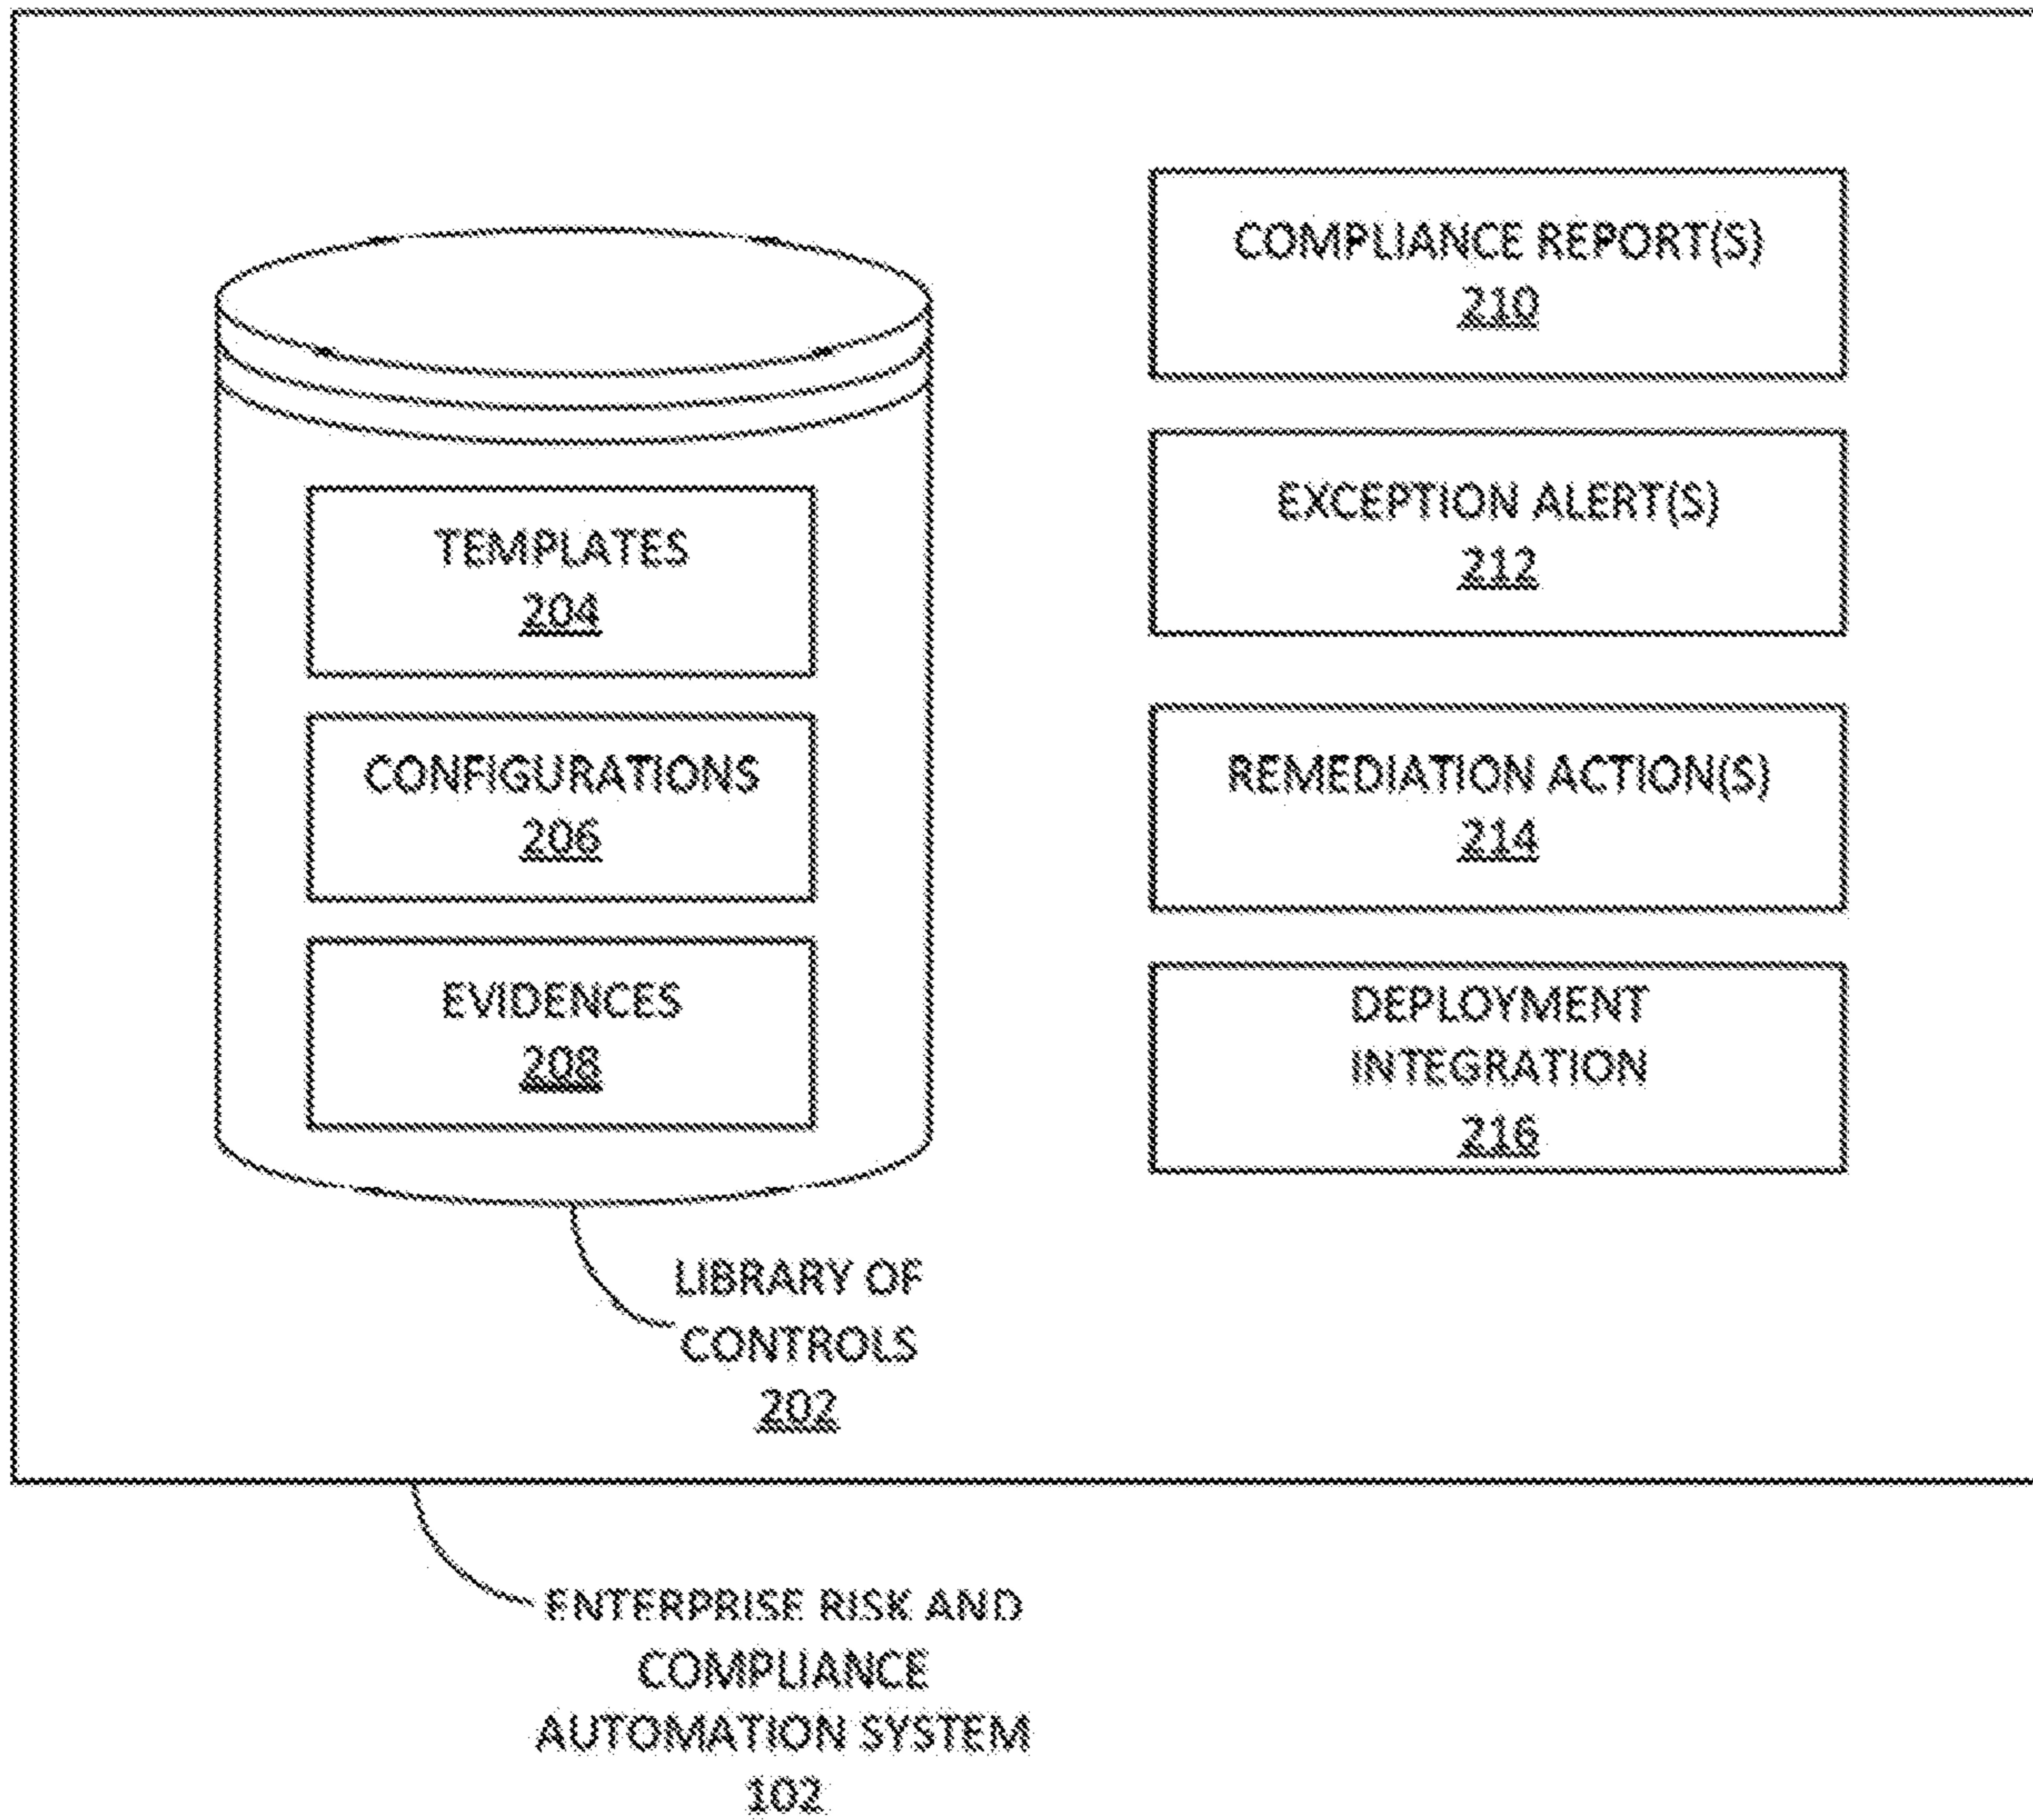 COMPLIANCE REPORT(S)
210
EXCEPTION ALERT(S)
212
TEMPLATES
204
CONFIGURATIONS
206
REMEDIATION ACTION(S)
214
EVIDENCES
208
DEPLOYMENT
INTEGRATION
216
LIBRARY OF
CONTROLS
202
ENTERPRISE RISK AND
COMPLIANCE
AUTOMATION SYSTEM
102